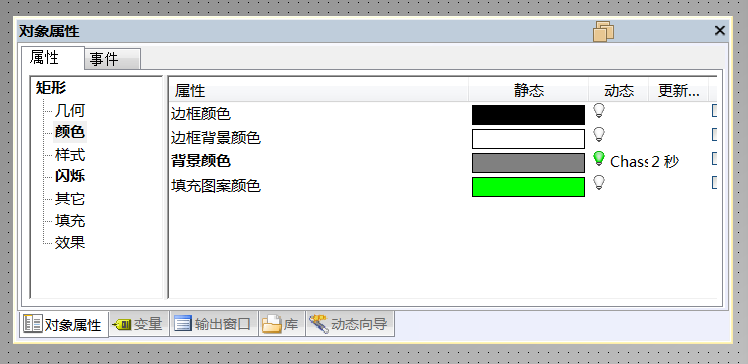 对象属性
属性 事件
矩形
几何
颜色
样式
闪烁
其它
填充
效果
属性 静态 动态 更新...
边框颜色
边框背景颜色
背景颜色 Chass 2 秒
填充图案颜色
对象属性 变量 输出窗口 库 动态向导